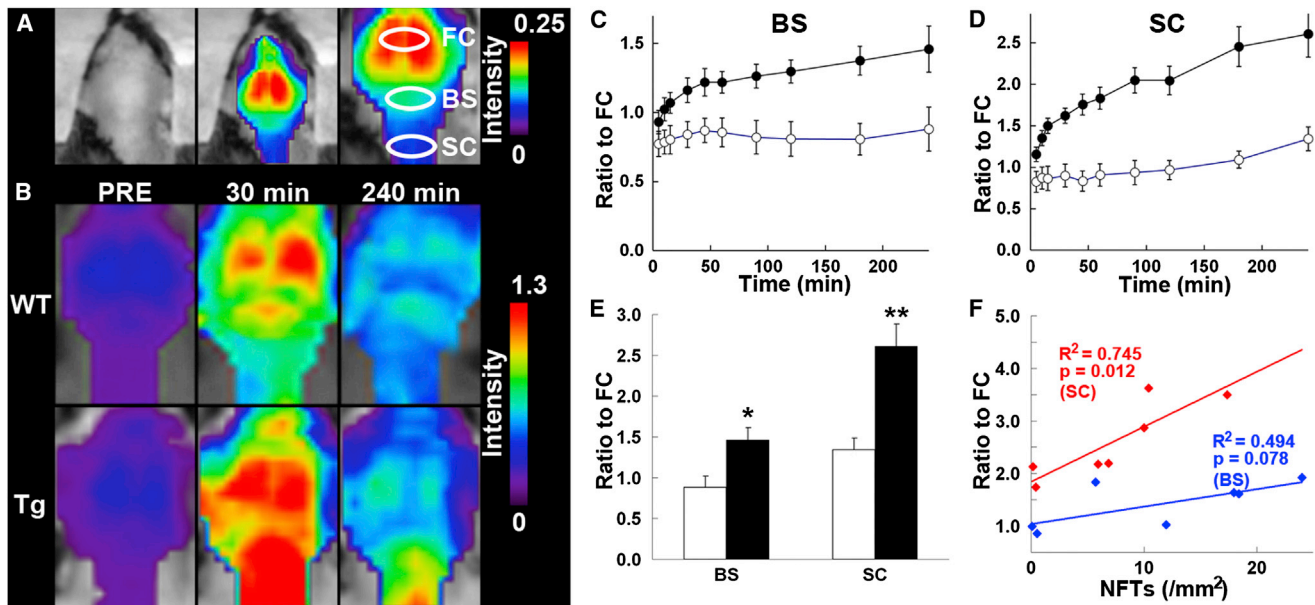 A
0.25
FC
BS
SC
Intensity
0
B
PRE
30 min
240 min
WT
Tg
1.3
Intensity
0
C
BS
Ratio to FC
1.5
1.0
0.5
0.0
0
50
100
150
200
Time (min)
D
SC
Ratio to FC
2.5
2.0
1.5
1.0
0.5
0.0
0
50
100
150
200
Time (min)
E
Ratio to FC
3.0
2.5
2.0
1.5
1.0
0.5
0.0
*
**
BS
SC
F
Ratio to FC
5.0
4.0
3.0
2.0
1.0
R² = 0.745
p = 0.012
(SC)
R² = 0.494
p = 0.078
(BS)
0
10
20
NFTs (/mm²)